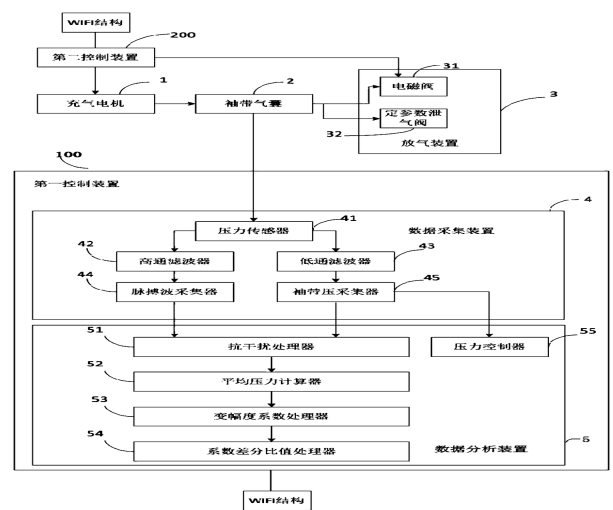 WIFI结构
200
第二控制装置
1
充气电机
2
袖带气囊
31
电磁阀
3
定参数泄
气阀
32
放气装置
100
第一控制装置
4
41
压力传感器
数据采集装置
42
高通滤波器
43
低通滤波器
44
脉搏波采集器
45
袖带压采集器
51
抗干扰处理器
55
压力控制器
52
平均压力计算器
53
变幅度系数处理器
54
系数差分比值处理器
数据分析装置
5
WIFI结构